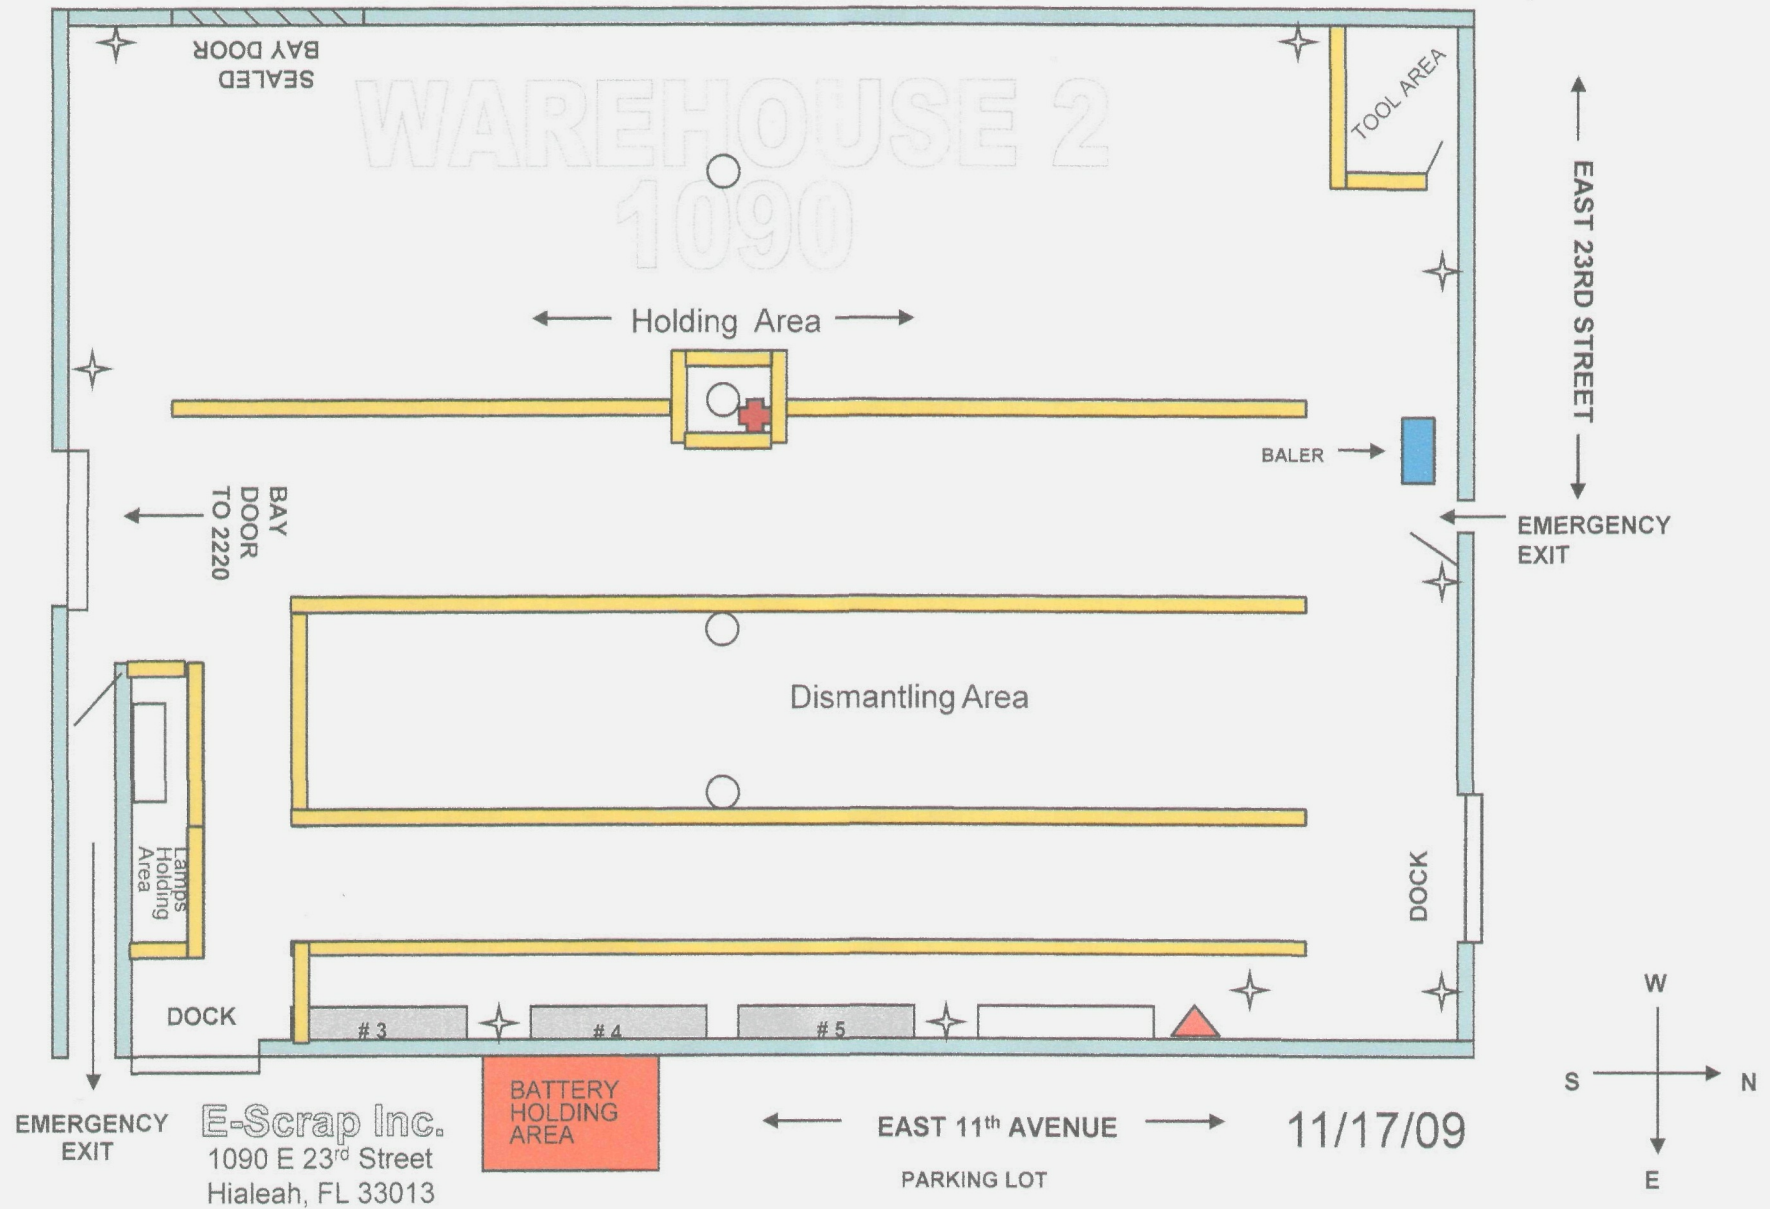 SEALED
BAY DOOR
WAREHOUSE 2
1090
TOOL AREA
EAST 23RD STREET
Holding Area
BALER
BAY
DOOR
TO 2220
EMERGENCY
EXIT
Dismantling Area
Lamps
Holding
Area
DOCK
DOCK
# 3
# 4
# 5
W
S
N
E
EMERGENCY
EXIT
E-Scrap Inc.
1090 E 23rd Street
Hialeah, FL 33013
BATTERY
HOLDING
AREA
EAST 11th AVENUE
PARKING LOT
11/17/09